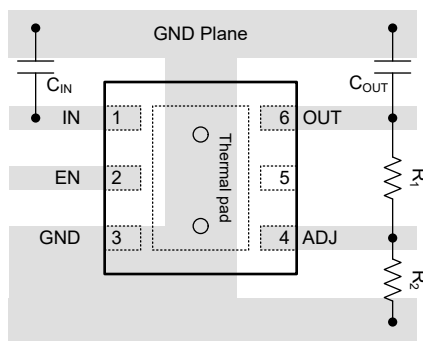 GND Plane
CIN
COUT
IN 1
6 OUT
Thermal pad
EN 2
5
R1
GND 3
4 ADJ
R2